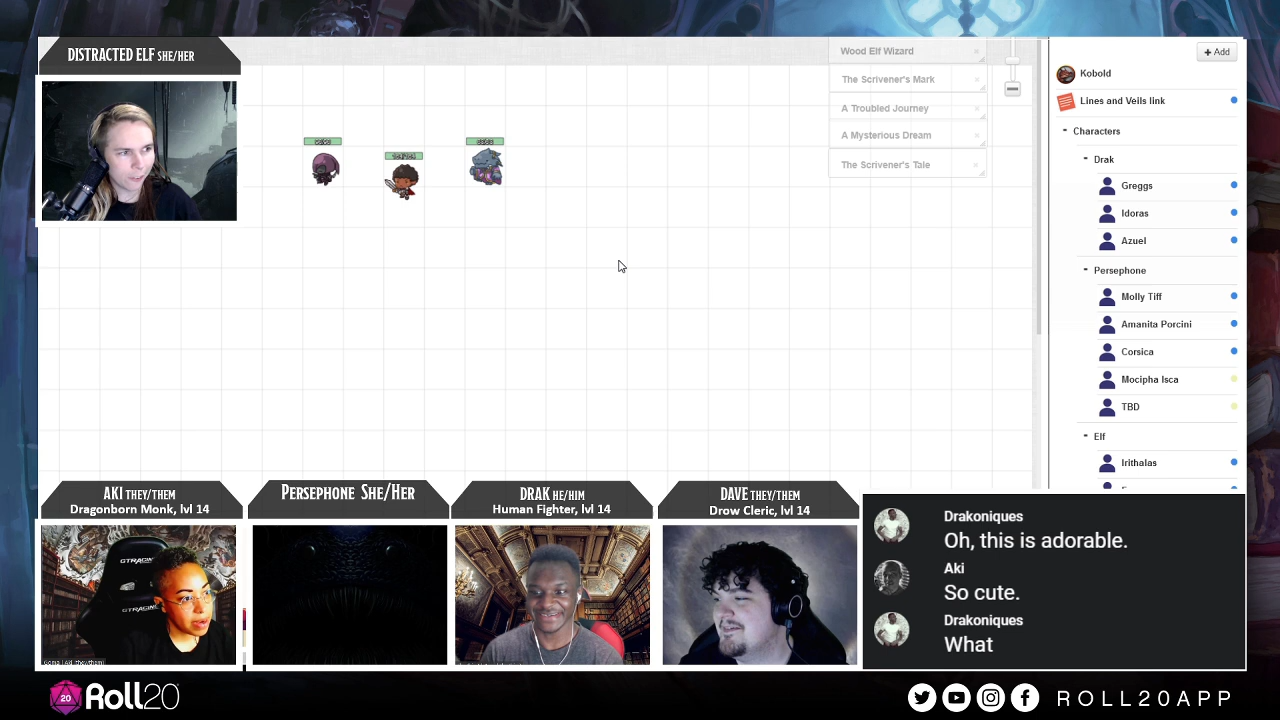 DISTRACTED ELF SHE/HER
Wood Elf Wizard
The Scrivener's Mark
A Troubled Journey
A Mysterious Dream
The Scrivener's Tale
+ Add
Kobold
Lines and Veils link
Characters
Drak
Greggs
Idoras
Azuel
Persephone
Molly Tiff
Amanita Porcini
Corsica
Mocipha Isca
TBD
Elf
Irithalas
AKI THEY/THEM
Dragonborn Monk, lvl 14
PERSEPHONE SHE/HER
DRAK HE/HIM
Human Fighter, lvl 14
DAVE THEY/THEM
Drow Cleric, lvl 14
GTRACING
GTRACING
Drakoniques
Oh, this is adorable.
Aki
So cute.
Drakoniques
What
20
Roll20
ROLL20APP